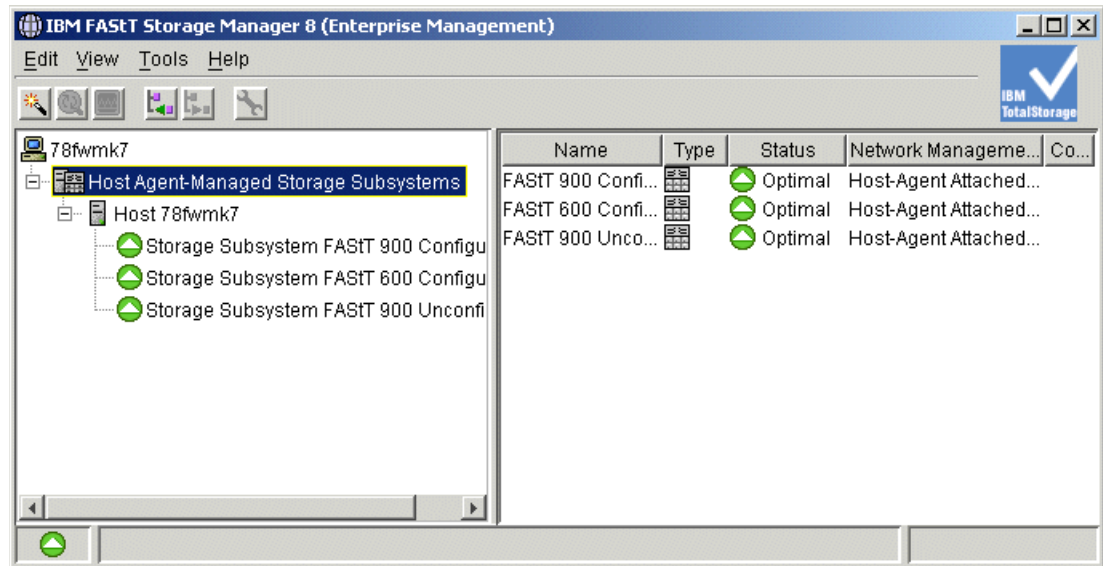 IBM FAStT Storage Manager 8 (Enterprise Management)
Edit View Tools Help
IBM
TotalStorage
78fwmk7
Host Agent-Managed Storage Subsystems
Host 78fwmk7
Storage Subsystem FAStT 900 Configu
Storage Subsystem FAStT 600 Configu
Storage Subsystem FAStT 900 Unconfi
Name Type Status Network Manageme... Co...
FAStT 900 Confi... Optimal Host-Agent Attached...
FAStT 600 Confi... Optimal Host-Agent Attached...
FAStT 900 Unco... Optimal Host-Agent Attached...